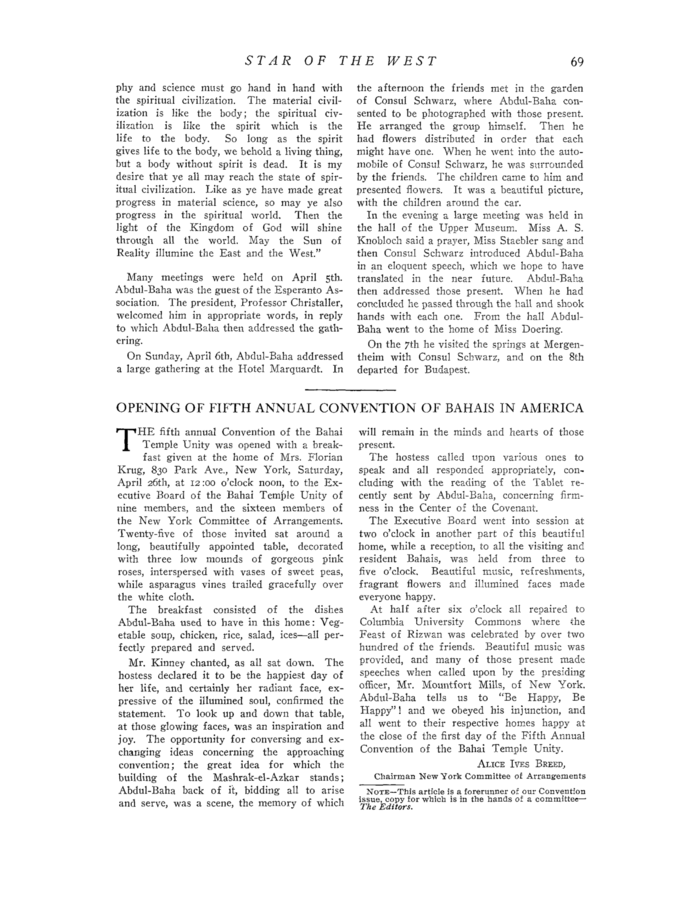 STAR OF THE WEST 69
phy and science must go hand in hand with
the spiritual civilization. The material civil-
ization is like the body; the spiritual civ-
ilization is like the spirit which is the
life to the body. So long as the spirit
gives life to the body, we behold a living thing,
but a body without spirit is dead. It is my
desire that ye all may reach the state of spir-
itual civilization. Like as ye have made great
progress in material science, so may ye also
progress in the spiritual world. Then the
light of the Kingdom of God will shine
through all the world. May the Sun of
Reality illumine the East and the West."
Many meetings were held on April 5th.
Abdul-Baha was the guest of the Esperanto As-
sociation. The president, Professor Christaller,
welcomed him in appropriate words, in reply
to which Abdul-Baha then addressed the gath-
ering.
On Sunday, April 6th, Abdul-Baha addressed
a large gathering at the Hotel Marquardt. In
the afternoon the friends met in the garden
of Consul Schwarz, where Abdul-Baha con-
sented to be photographed with those present.
He arranged the group himself. Then he
had flowers distributed in order that each
might have one. When he went into the auto-
mobile of Consul Schwarz, he was surrounded
by the friends. The children came to him and
presented flowers. It was a beautiful picture,
with the children around the car.
In the evening a large meeting was held in
the hall of the Upper Museum. Miss A. S.
Knobloch said a prayer, Miss Staebler sang and
then Consul Schwarz introduced Abdul-Baha
in an eloquent speech, which we hope to have
translated in the near future. Abdul-Baha
then addressed those present. When he had
concluded he passed through the hall and shook
hands with each one. From the hall Abdul-
Baha went to the home of Miss Doering.
On the 7th he visited the springs at Mergen-
theim with Consul Schwarz, and on the 8th
departed for Budapest.
OPENING OF FIFTH ANNUAL CONVENTION OF BAHAIS IN AMERICA
THE fifth annual Convention of the Bahai
Temple Unity was opened with a break-
fast given at the home of Mrs. Florian
Krug, 830 Park Ave., New York, Saturday,
April 26th, at 12:00 o'clock noon, to the Ex-
ecutive Board of the Bahai Temple Unity of
nine members, and the sixteen members of
the New York Committee of Arrangements.
Twenty-five of those invited sat around a
long, beautifully appointed table, decorated
with three low mounds of gorgeous pink
roses, interspersed with vases of sweet peas,
while asparagus vines trailed gracefully over
the white cloth.
The breakfast consisted of the dishes
Abdul-Baha used to have in this home: Veg-
etable soup, chicken, rice, salad, ices—all per-
fectly prepared and served.
Mr. Kinney chanted, as all sat down. The
hostess declared it to be the happiest day of
her life, and certainly her radiant face, ex-
pressive of the illumined soul, confirmed the
statement. To look up and down that table,
at those glowing faces, was an inspiration and
joy. The opportunity for conversing and ex-
changing ideas concerning the approaching
convention; the great idea for which the
building of the Mashrak-el-Azkar stands;
Abdul-Baha back of it, bidding all to arise
and serve, was a scene, the memory of which
will remain in the minds and hearts of those
present.
The hostess called upon various ones to
speak and all responded appropriately, con-
cluding with the reading of the Tablet re-
cently sent by Abdul-Baha, concerning firm-
ness in the Center of the Covenant.
The Executive Board went into session at
two o'clock in another part of this beautiful
home, while a reception, to all the visiting and
resident Bahais, was held from three to
five o'clock. Beautiful music, refreshments,
fragrant flowers and illumined faces made
everyone happy.
At half after six o'clock all repaired to
Columbia University Commons where the
Feast of Rizwan was celebrated by over two
hundred of the friends. Beautiful music was
provided, and many of those present made
speeches when called upon by the presiding
officer, Mr. Mountfort Mills, of New York.
Abdul-Baha tells us to "Be Happy, Be
Happy"! and we obeyed his injunction, and
all went to their respective homes happy at
the close of the first day of the Fifth Annual
Convention of the Bahai Temple Unity.
ALICE IVES BREED,
Chairman New York Committee of Arrangements
NOTE—This article is a forerunner of our Convention
issue, copy for which is in the hands of a committee—
The Editors.